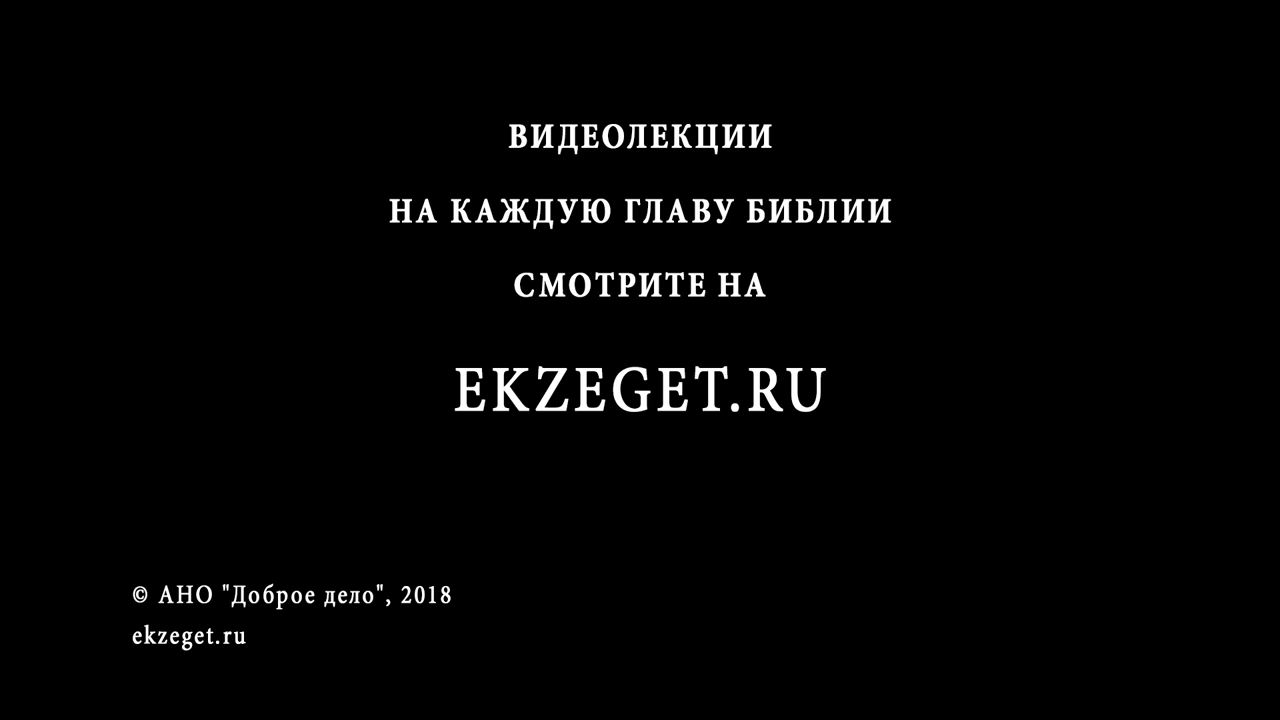 ВИДЕОЛЕКЦИИ
НА КАЖДУЮ ГЛАВУ БИБЛИИ
СМОТРИТЕ НА
EKZEGET.RU
© АНО "Доброе дело", 2018
ekzeget.ru